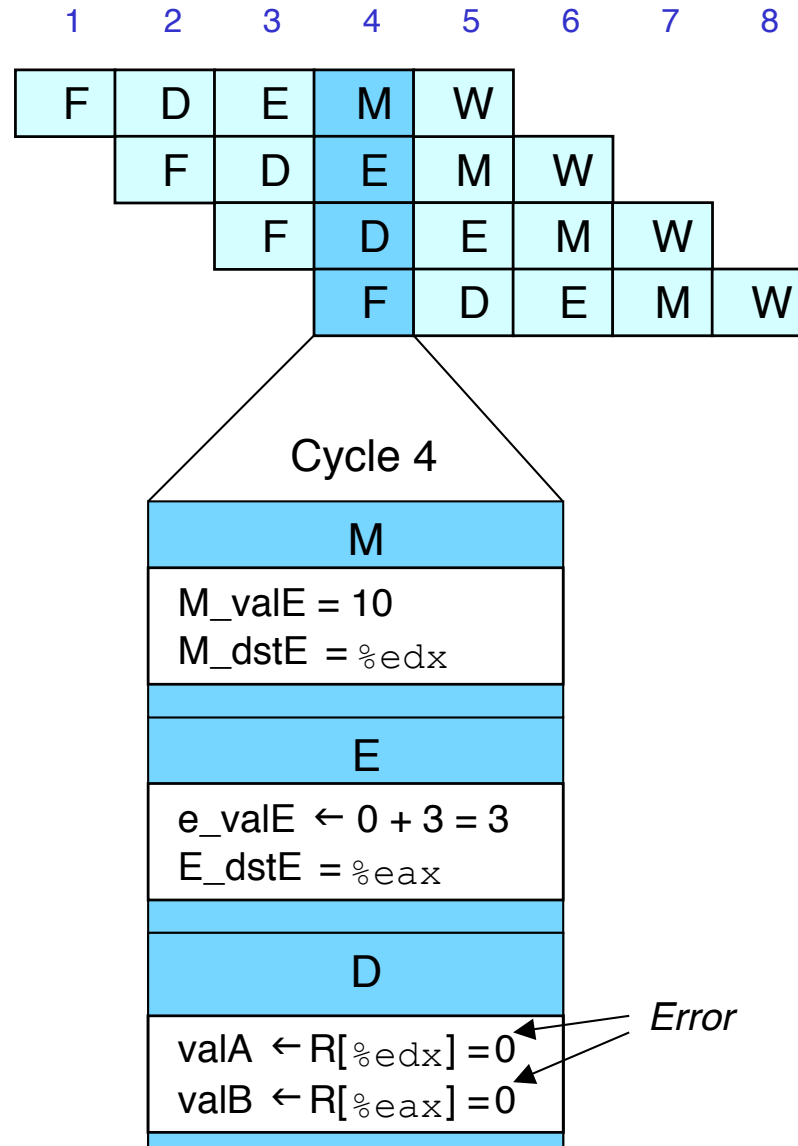 1 2 3 4 5 6 7 8
F D E M W
F D E M W
F D E M W
F D E M W
Cycle 4
M
M_valE = 10
M_dstE = %edx
E
e_valE ← 0 + 3 = 3
E_dstE = %eax
D
Error
valA ← R[%edx] = 0
valB ← R[%eax] = 0